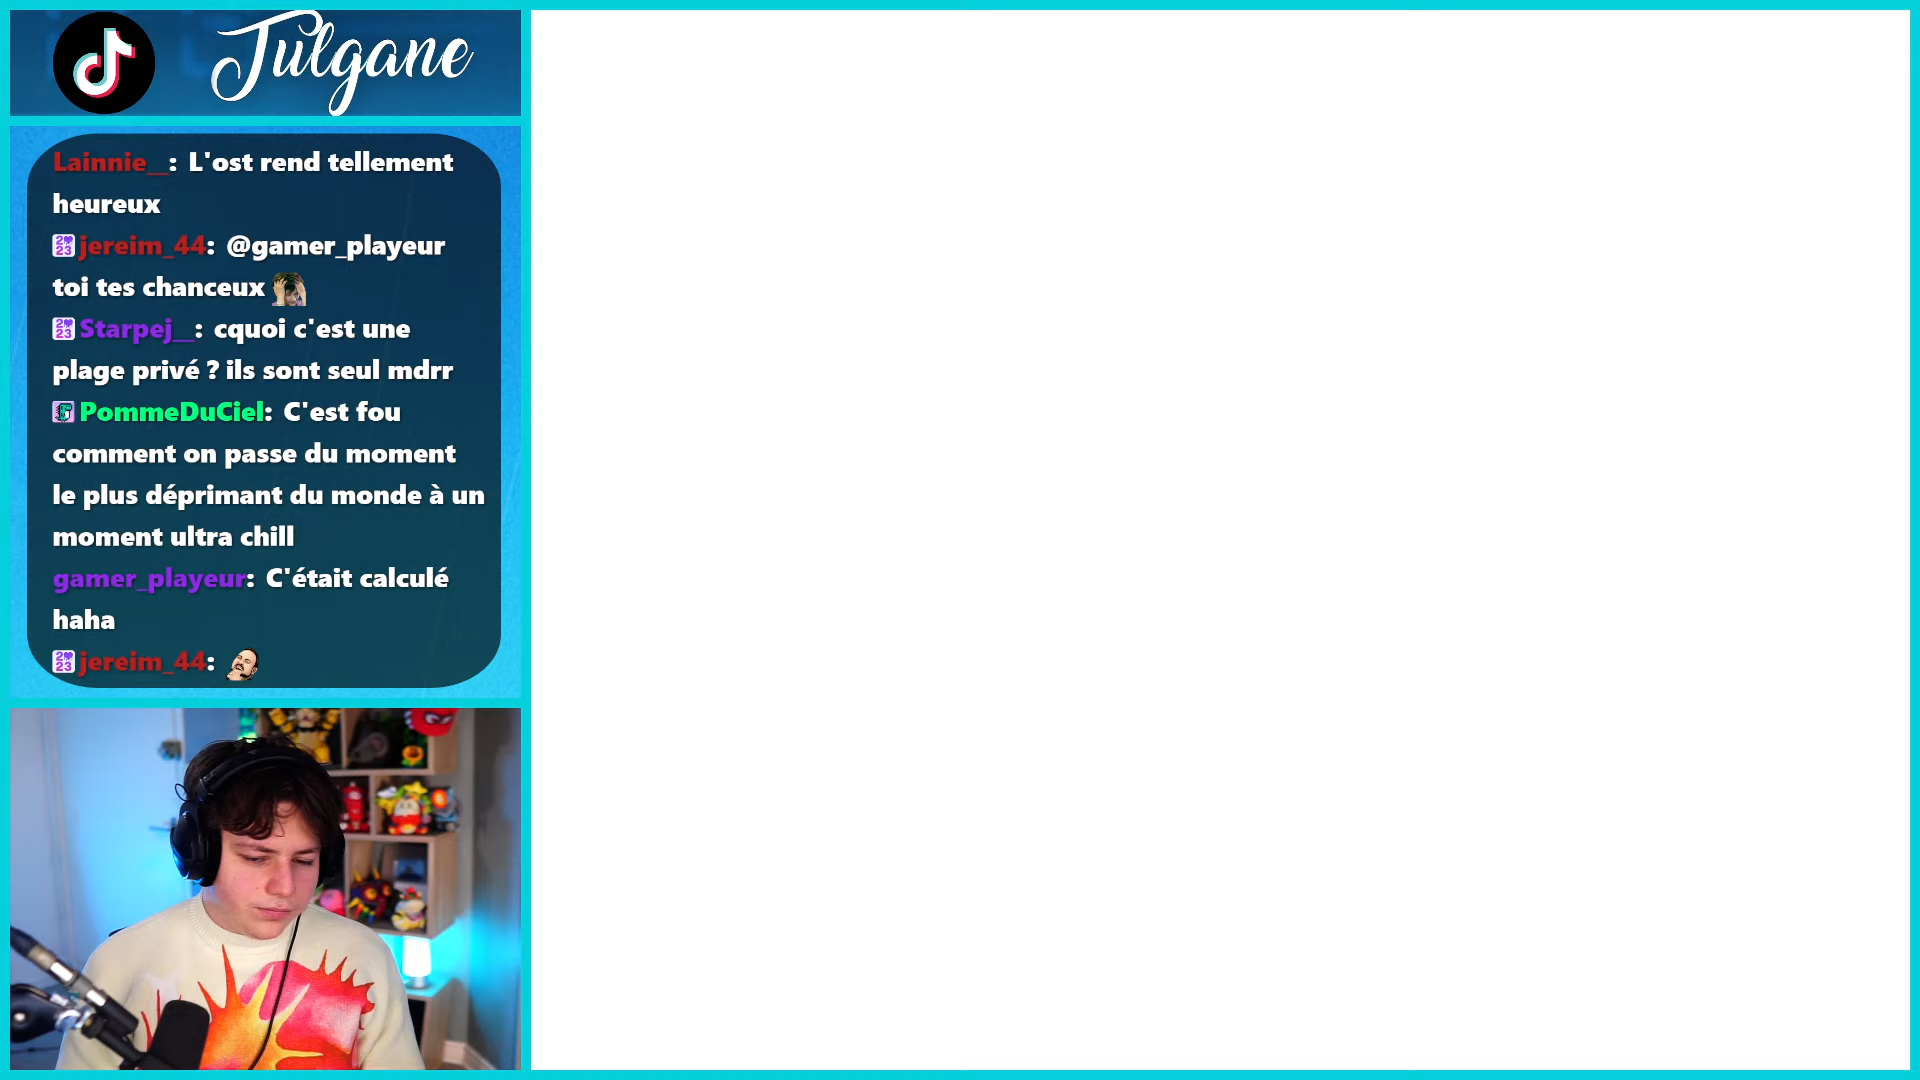 Julgane
Lainnie__: L'ost rend tellement
heureux
jereim_44: @gamer_playeur
toi tes chanceux
Starpej__: cquoi c'est une
plage privé ? ils sont seul mdrr
PommeDuCiel: C'est fou
comment on passe du moment
le plus déprimant du monde à un
moment ultra chill
gamer_playeur: C'était calculé
haha
jereim_44: